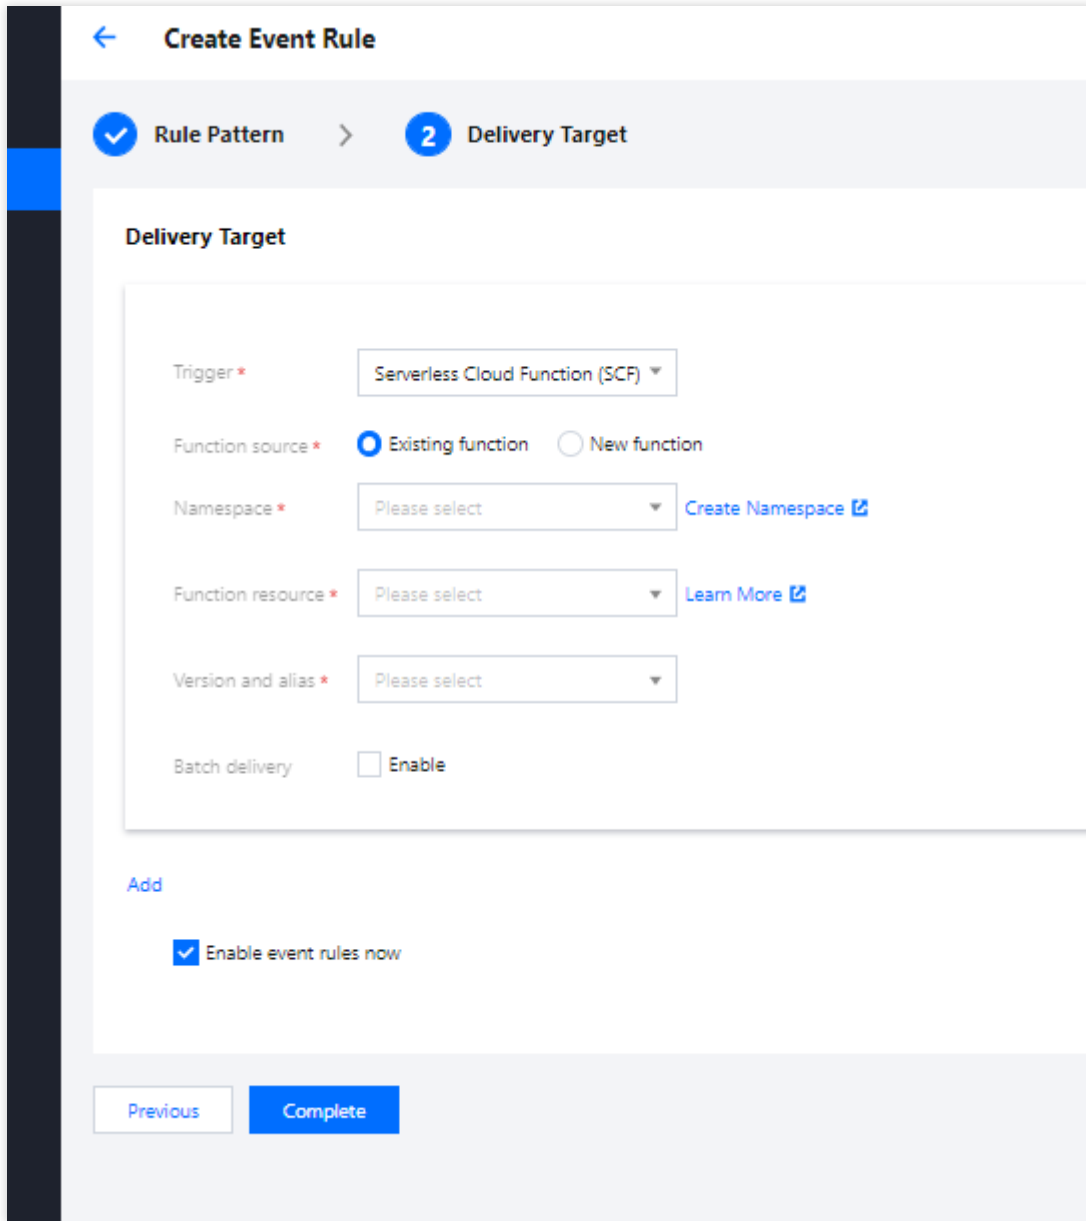 Create Event Rule
Rule Pattern
2 Delivery Target
Delivery Target
Trigger * Serverless Cloud Function (SCF)
Function source * Existing function New function
Namespace * Please select Create Namespace
Function resource * Please select Learn More
Version and alias * Please select
Batch delivery Enable
Add
Enable event rules now
Previous Complete